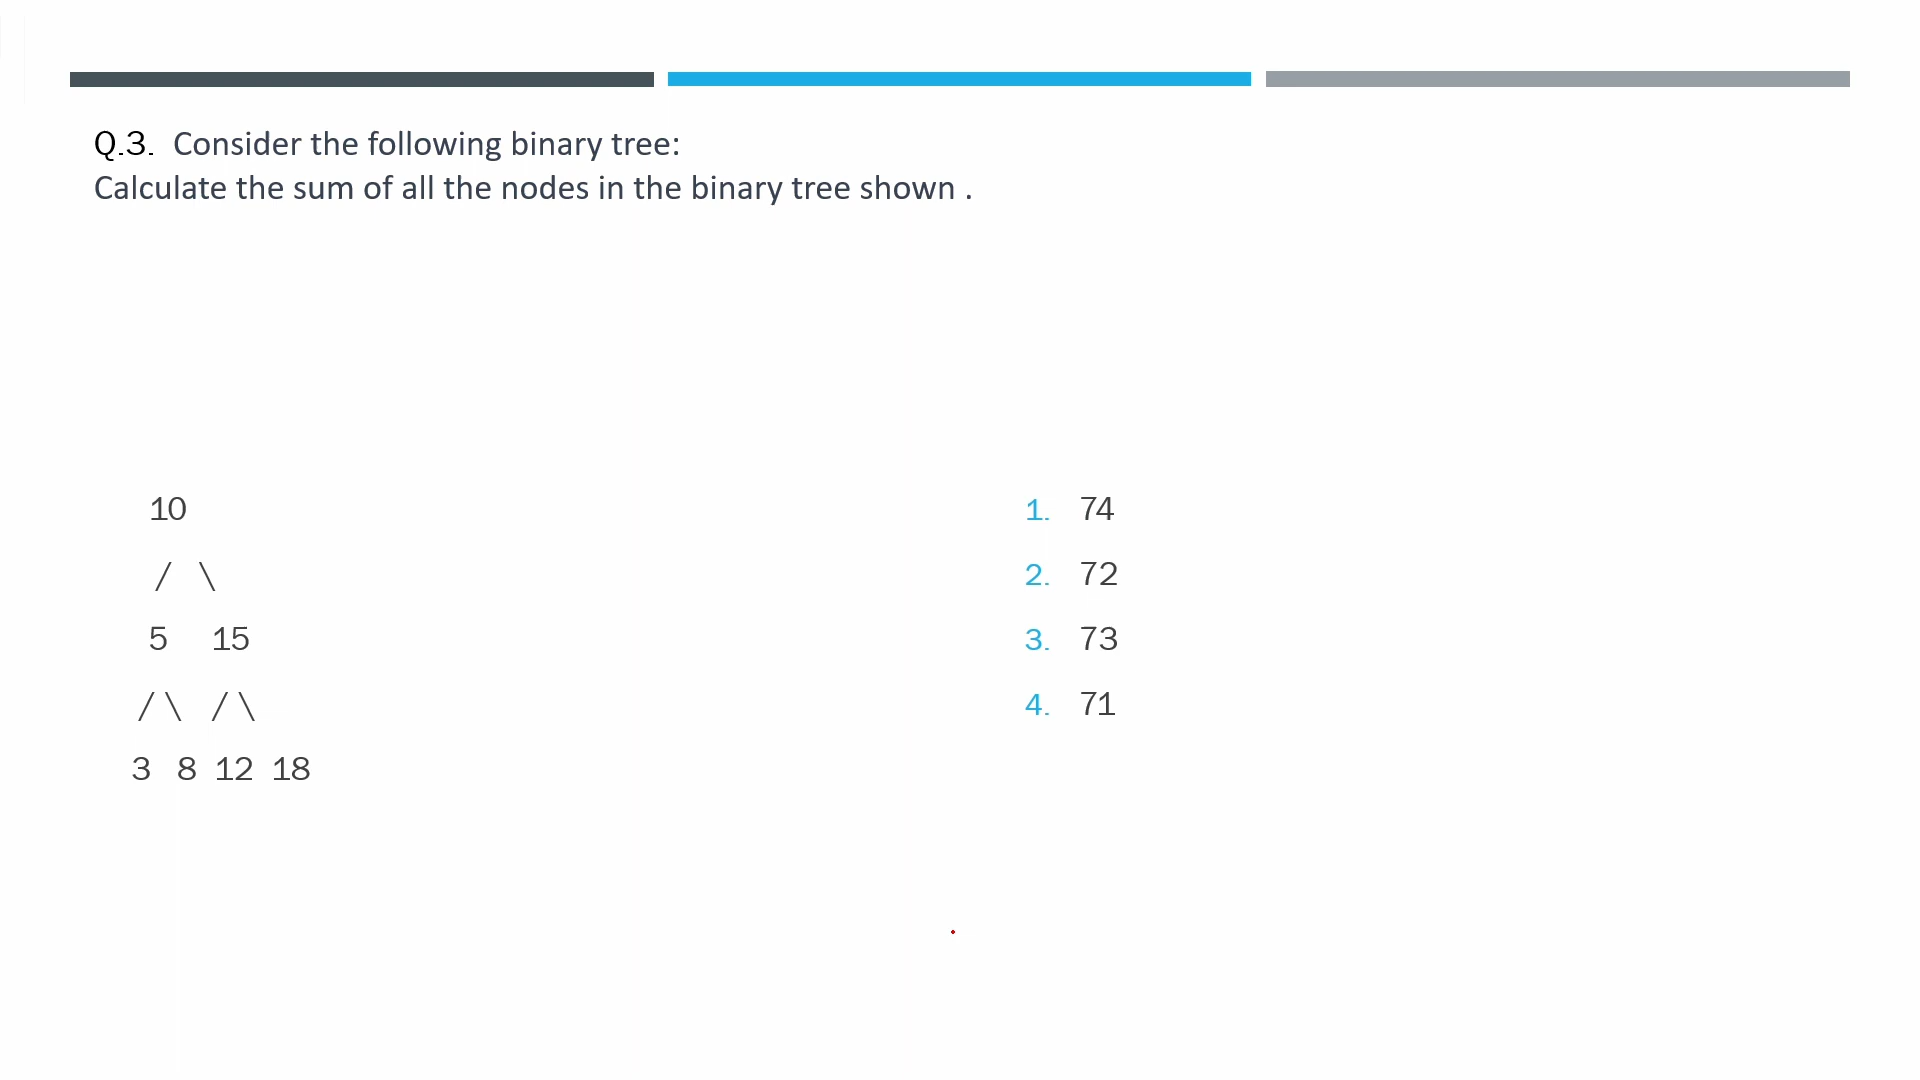 Q.3. Consider the following binary tree:
Calculate the sum of all the nodes in the binary tree shown .
10
/ \
5 15
/ \ / \
3 8 12 18
1. 74
2. 72
3. 73
4. 71